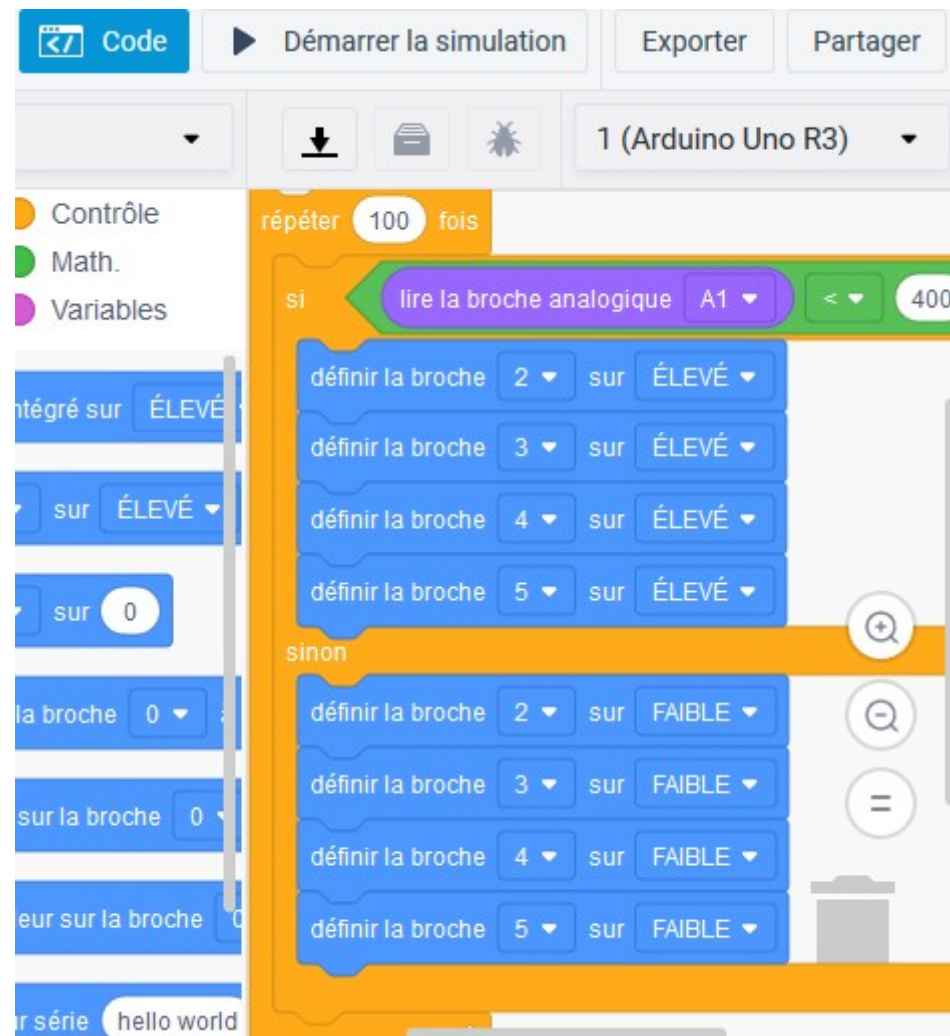 Code
Démarrer la simulation
Exporter
Partager
1 (Arduino Uno R3)
Contrôle
Math.
Variables
sur ÉLEVÉ
sur ÉLEVÉ
sur 0
la broche 0
sur la broche 0
sur la broche
série hello world
répéter 100 fois
si lire la broche analogique A1 < 400
définir la broche 2 sur ÉLEVÉ
définir la broche 3 sur ÉLEVÉ
définir la broche 4 sur ÉLEVÉ
définir la broche 5 sur ÉLEVÉ
sinon
définir la broche 2 sur FAIBLE
définir la broche 3 sur FAIBLE
définir la broche 4 sur FAIBLE
définir la broche 5 sur FAIBLE